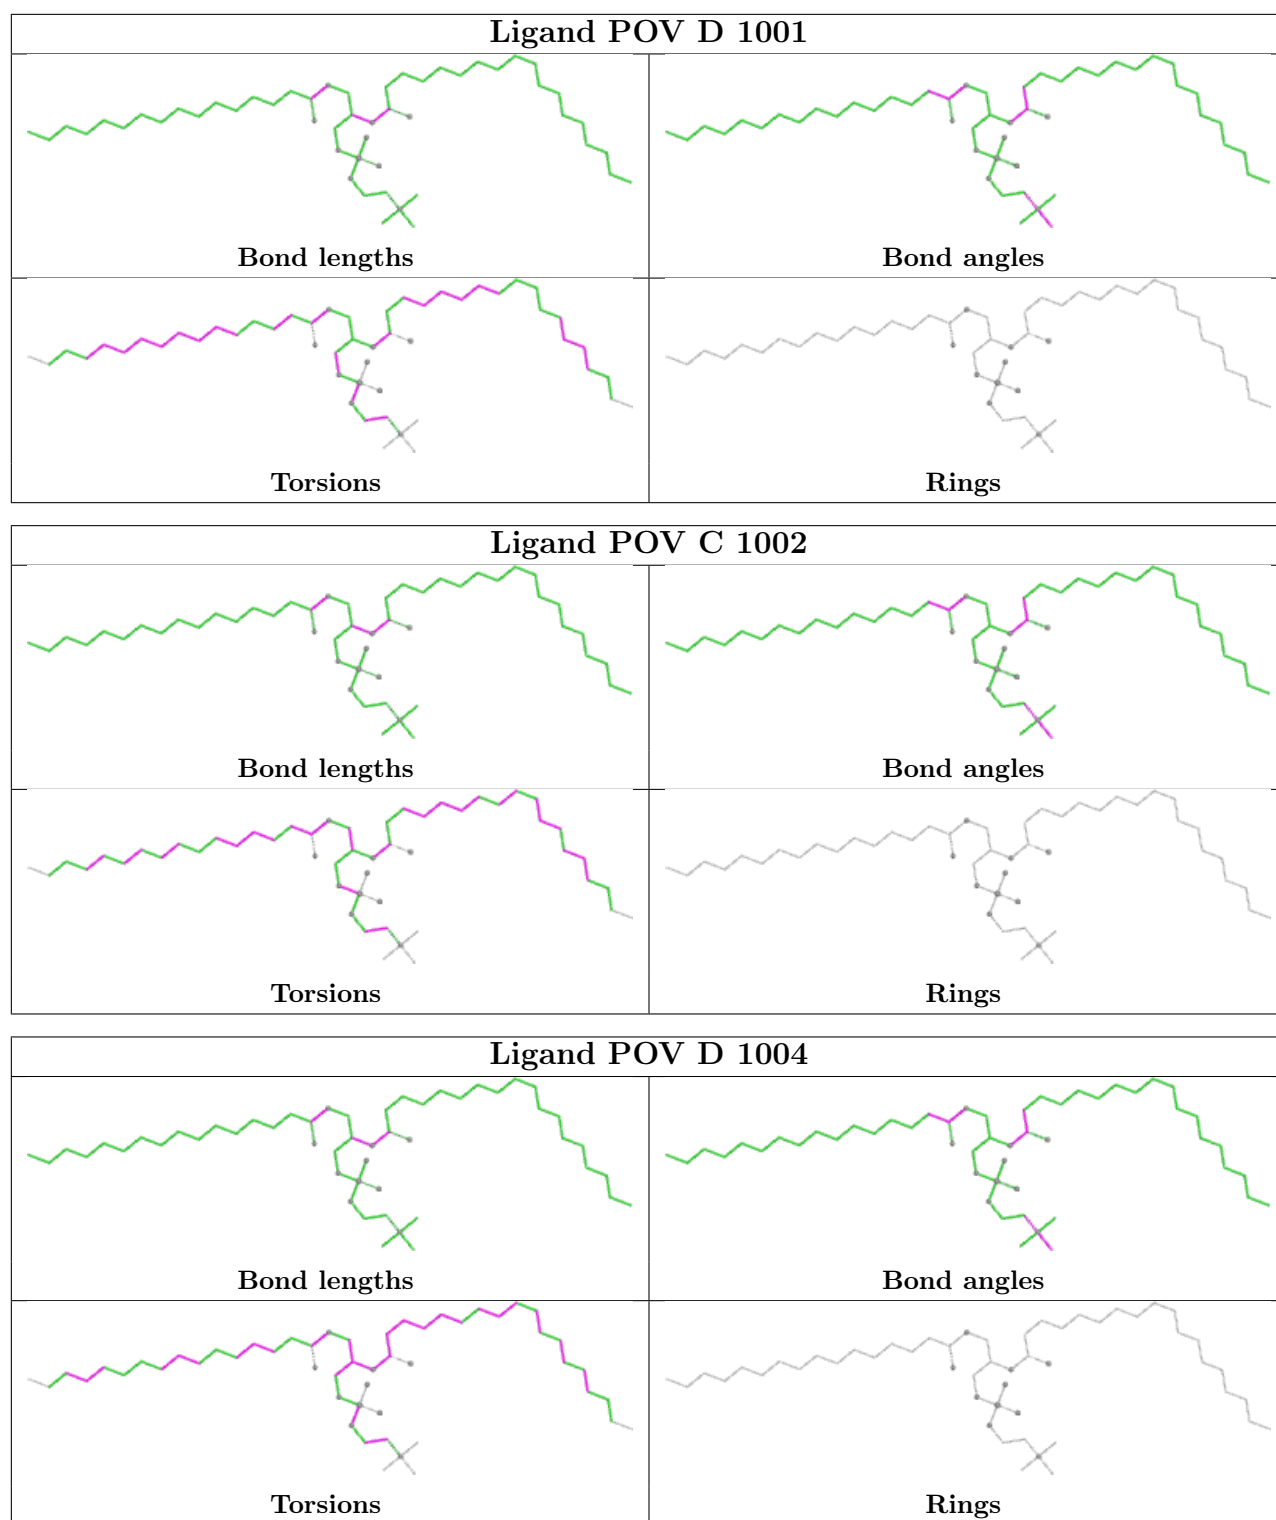 Ligand POV D 1001
Bond lengths
Bond angles
Torsions
Rings
Ligand POV C 1002
Bond lengths
Bond angles
Torsions
Rings
Ligand POV D 1004
Bond lengths
Bond angles
Torsions
Rings